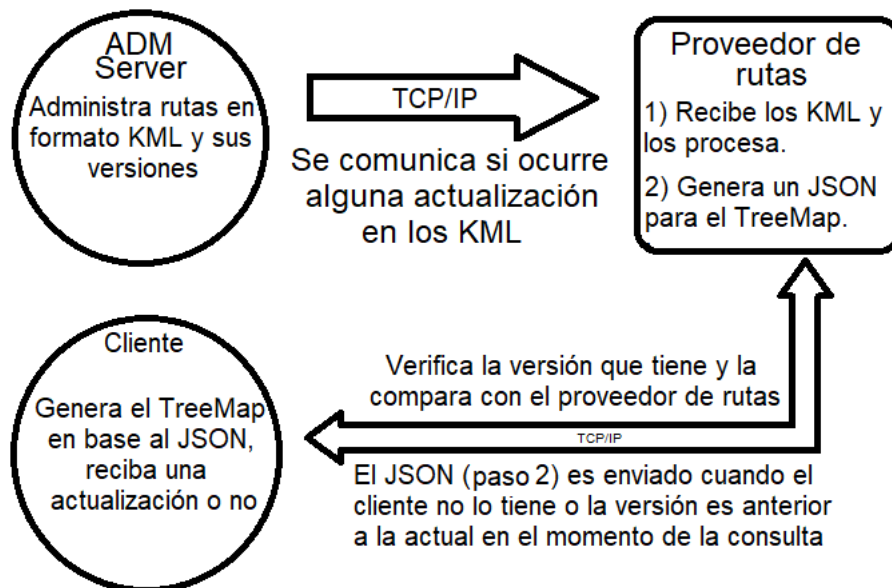 ADM
Server
Administra rutas en
formato KML y sus
versiones
TCP/IP
Se comunica si ocurre
alguna actualización
en los KML
Proveedor de
rutas
1) Recibe los KML y
los procesa.
2) Genera un JSON
para el TreeMap.
Cliente
Genera el TreeMap
en base al JSON,
reciba una
actualización o no
Verifica la versión que tiene y la
compara con el proveedor de rutas
TCP/IP
El JSON (paso 2) es enviado cuando el
cliente no lo tiene o la versión es anterior
a la actual en el momento de la consulta